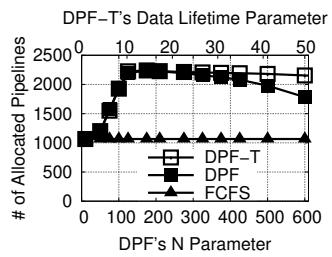 DPF-T's Data Lifetime Parameter
0 10 20 30 40 50
# of Allocated Pipelines
2500
2000
1500
1000
500
0
DPF-T
DPF
FCFS
0 100 200 300 400 500 600
DPF's N Parameter